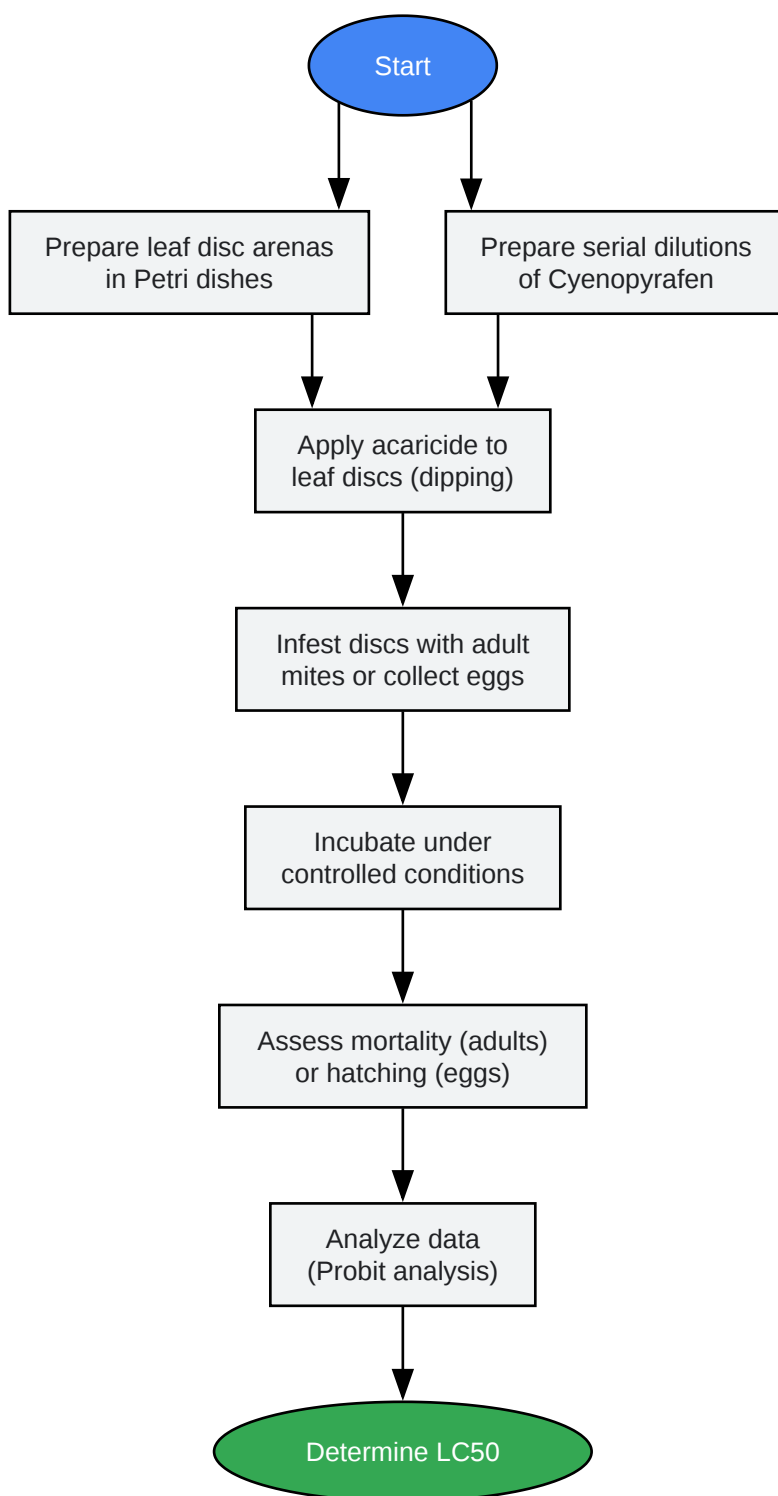 Start
Prepare leaf disc arenas
in Petri dishes
Prepare serial dilutions
of Cyenopyrafen
Apply acaricide to
leaf discs (dipping)
Infest discs with adult
mites or collect eggs
Incubate under
controlled conditions
Assess mortality (adults)
or hatching (eggs)
Analyze data
(Probit analysis)
Determine LC50